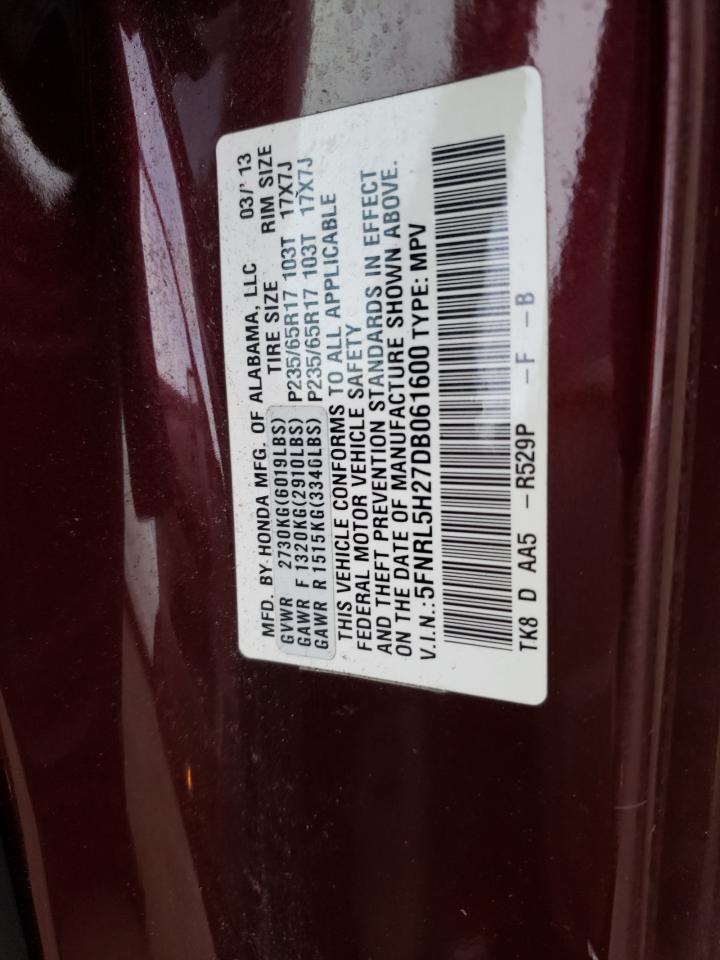 MFD. BY HONDA MFG. OF ALABAMA, LLC 03/'13
GVWR 2730KG(6019LBS) TIRE SIZE RIM SIZE
GAWR F 1320KG(2910LBS) P235/65R17 103T 17X7J
GAWR R 1515KG(3340LBS) P235/65R17 103T 17X7J
THIS VEHICLE CONFORMS TO ALL APPLICABLE
FEDERAL MOTOR VEHICLE SAFETY
AND THEFT PREVENTION STANDARDS IN EFFECT
ON THE DATE OF MANUFACTURE SHOWN ABOVE.
V.I.N.:5FNRL5H27DB061600 TYPE: MPV
TK8 D AA5 -R529P -F -B